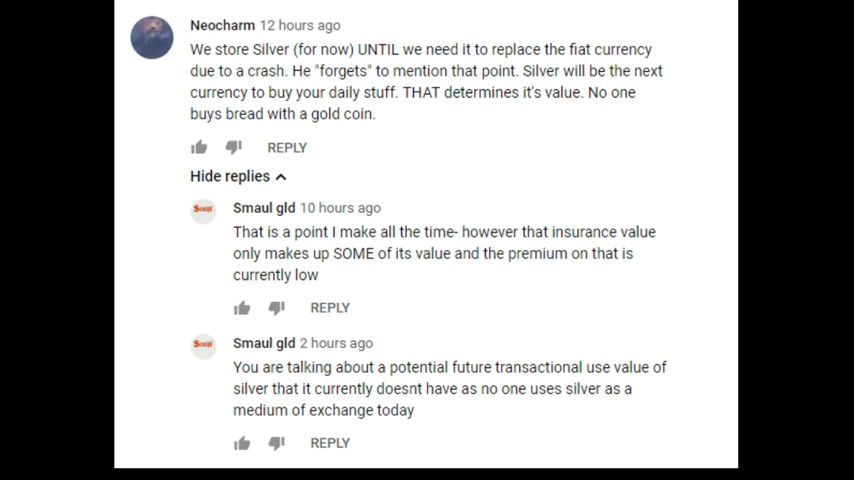 Neocharm 12 hours ago
We store Silver (for now) UNTIL we need it to replace the fiat currency
due to a crash. He "forgets" to mention that point. Silver will be the next
currency to buy your daily stuff. THAT determines it's value. No one
buys bread with a gold coin.
REPLY
Hide replies
Smaul gld 10 hours ago
That is a point I make all the time- however that insurance value
only makes up SOME of its value and the premium on that is
currently low
REPLY
Smaul gld 2 hours ago
You are talking about a potential future transactional use value of
silver that it currently doesnt have as no one uses silver as a
medium of exchange today
REPLY